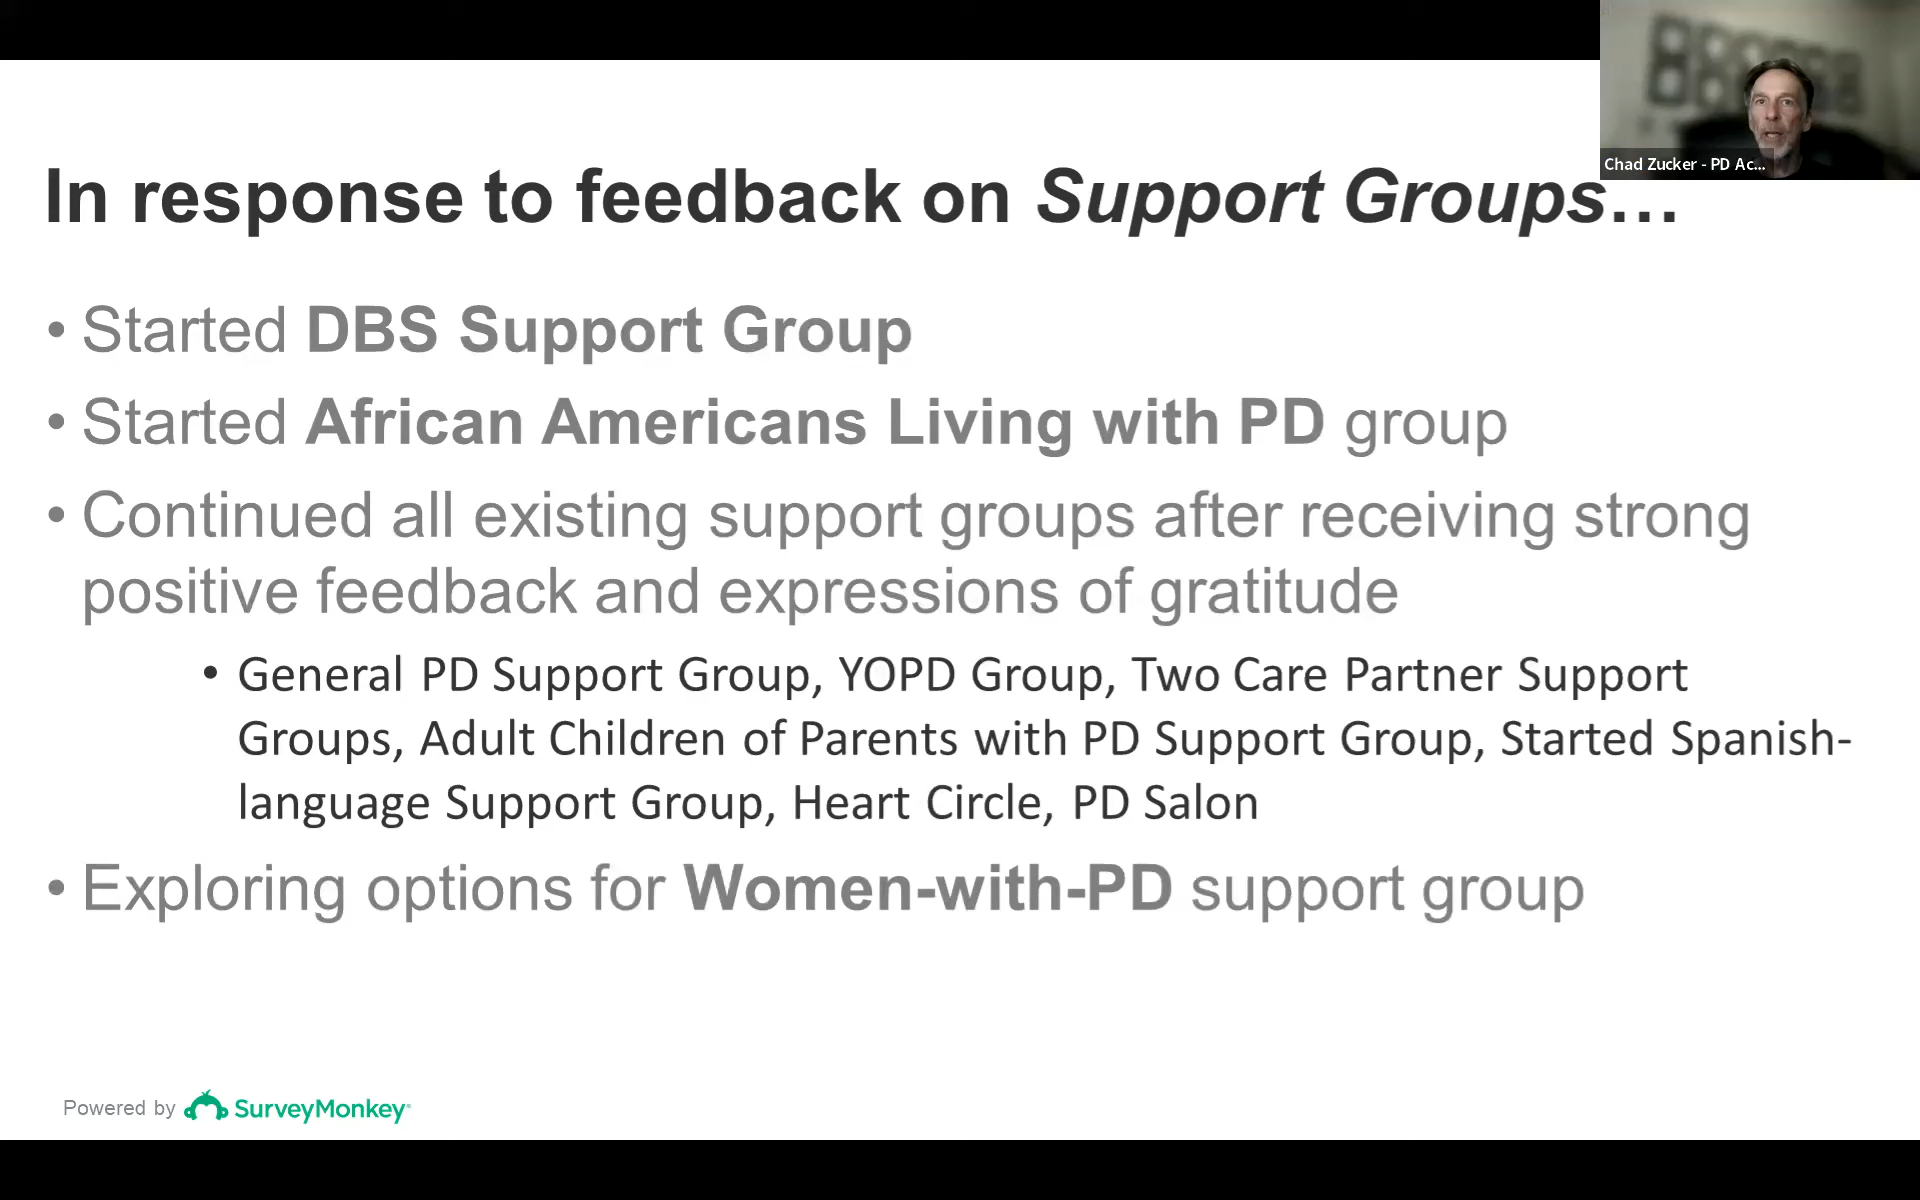 Chad Zucker - PD Ac...
In response to feedback on Support Groups...
• Started DBS Support Group
• Started African Americans Living with PD group
• Continued all existing support groups after receiving strong
positive feedback and expressions of gratitude
• General PD Support Group, YOPD Group, Two Care Partner Support
Groups, Adult Children of Parents with PD Support Group, Started Spanish-
language Support Group, Heart Circle, PD Salon
• Exploring options for Women-with-PD support group
Powered by SurveyMonkey